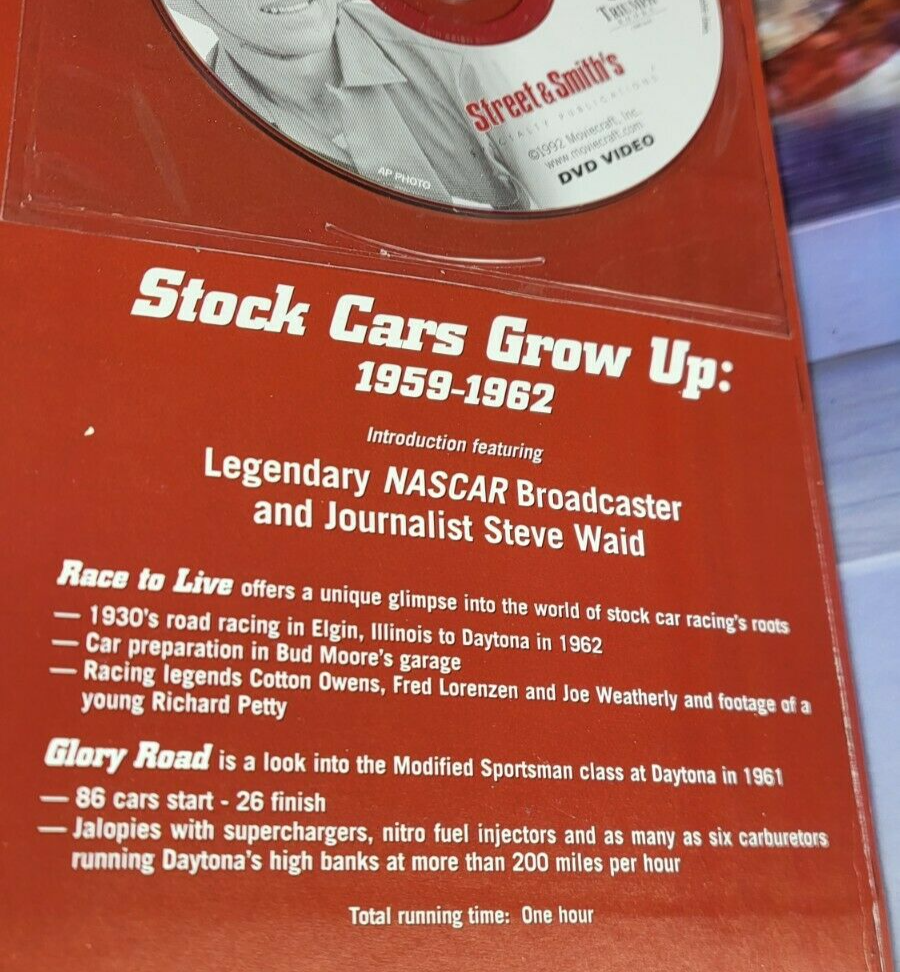 TRIUMPH
Street & Smith's
SPECIALTY PUBLICATIONS
©1992 Moviecraft, Inc.
www.moviecraft.com
DVD VIDEO
AP PHOTO
Stock Cars Grow Up:
1959-1962
Introduction featuring
Legendary NASCAR Broadcaster
and Journalist Steve Waid
Race to Live offers a unique glimpse into the world of stock car racing's roots
— 1930's road racing in Elgin, Illinois to Daytona in 1962
— Car preparation in Bud Moore's garage
— Racing legends Cotton Owens, Fred Lorenzen and Joe Weatherly and footage of a
young Richard Petty
Glory Road is a look into the Modified Sportsman class at Daytona in 1961
— 86 cars start - 26 finish
— Jalopies with superchargers, nitro fuel injectors and as many as six carburetors
running Daytona's high banks at more than 200 miles per hour
Total running time: One hour